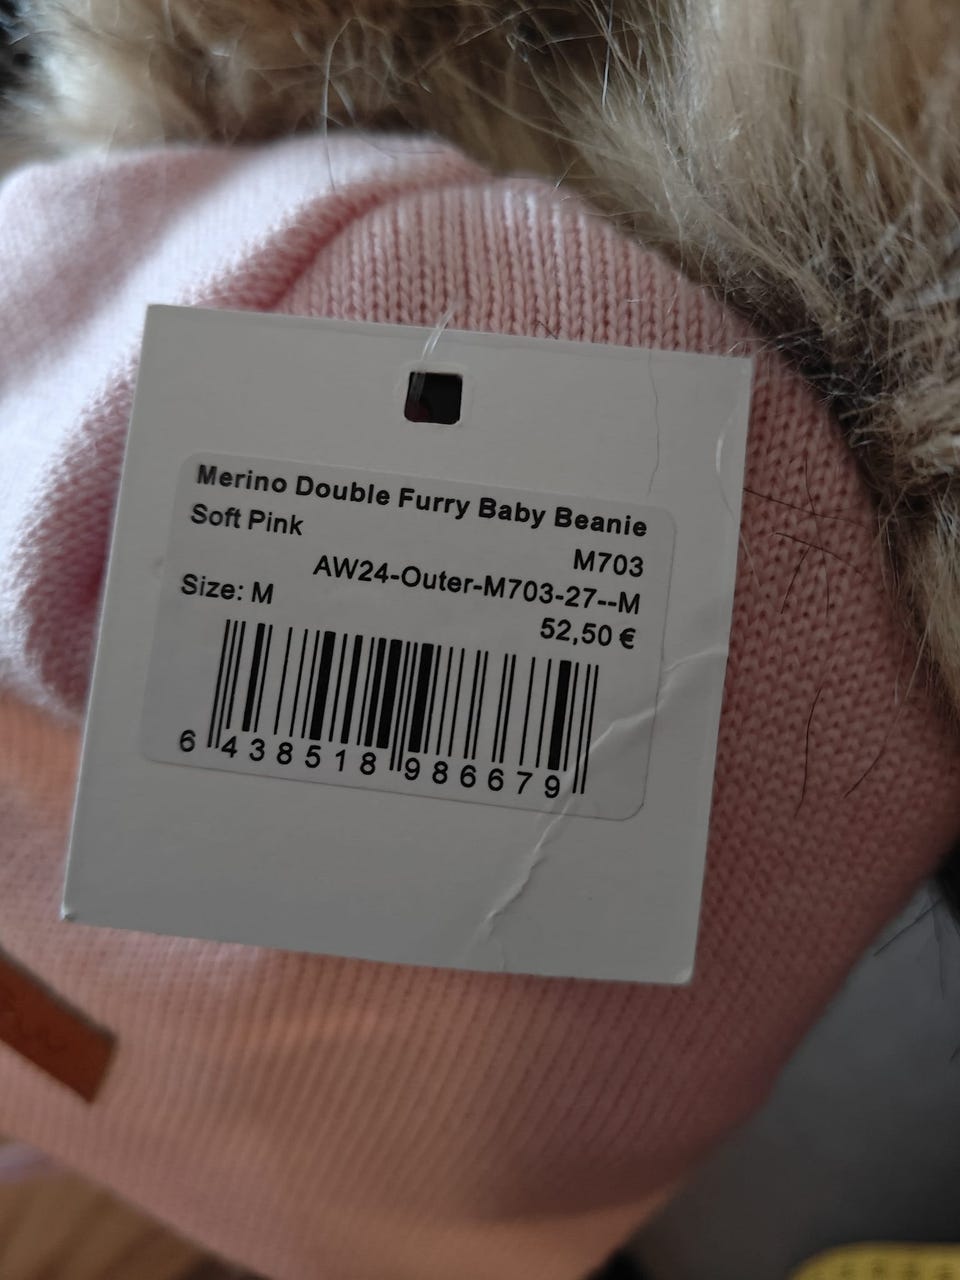 Merino Double Furry Baby Beanie
Soft Pink
M703
AW24-Outer-M703-27--M
Size: M
52,50 €
6 438518 986679